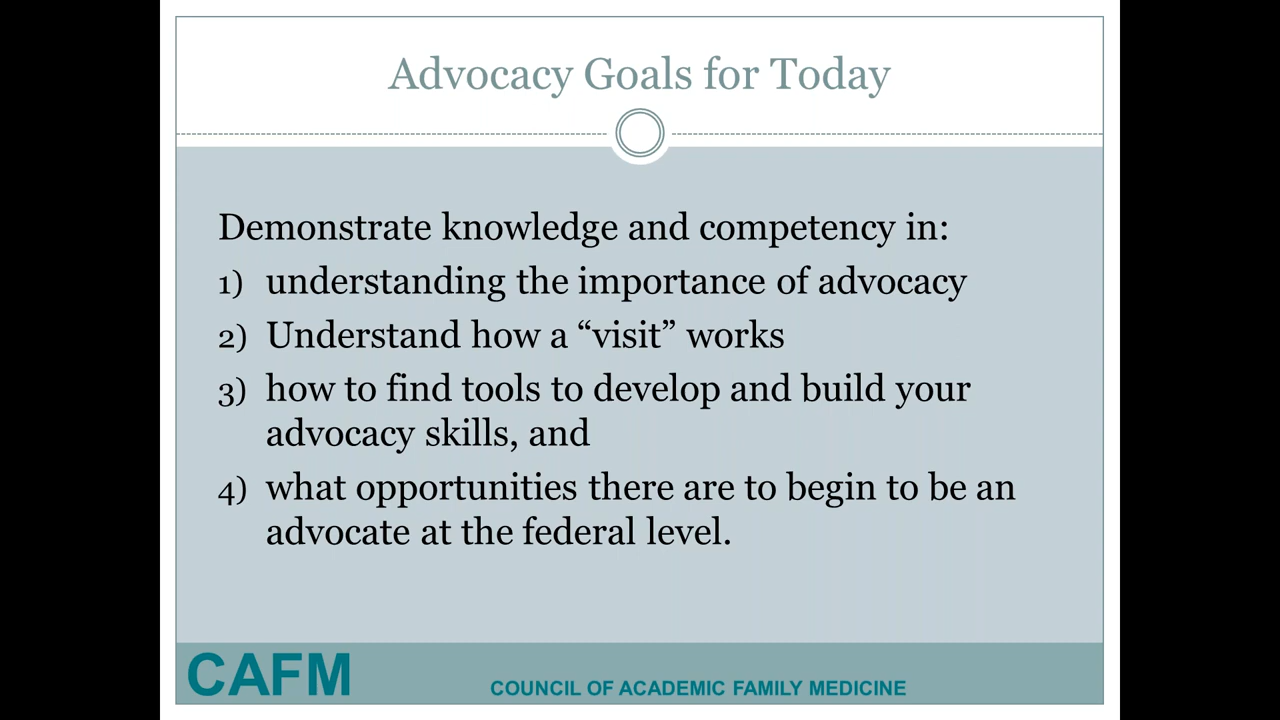 Advocacy Goals for Today
Demonstrate knowledge and competency in:
1) understanding the importance of advocacy
2) Understand how a “visit” works
3) how to find tools to develop and build your
advocacy skills, and
4) what opportunities there are to begin to be an
advocate at the federal level.
CAFM
COUNCIL OF ACADEMIC FAMILY MEDICINE